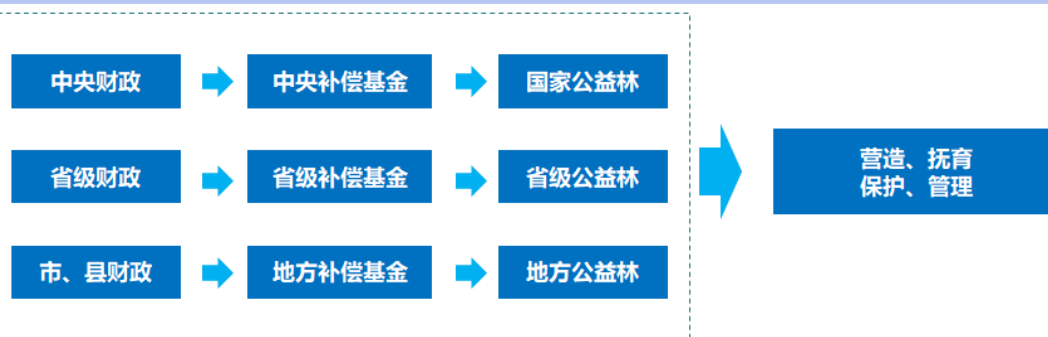 中央财政
中央补偿基金
国家公益林
省级财政
省级补偿基金
省级公益林
市、县财政
地方补偿基金
地方公益林
营造、抚育
保护、管理